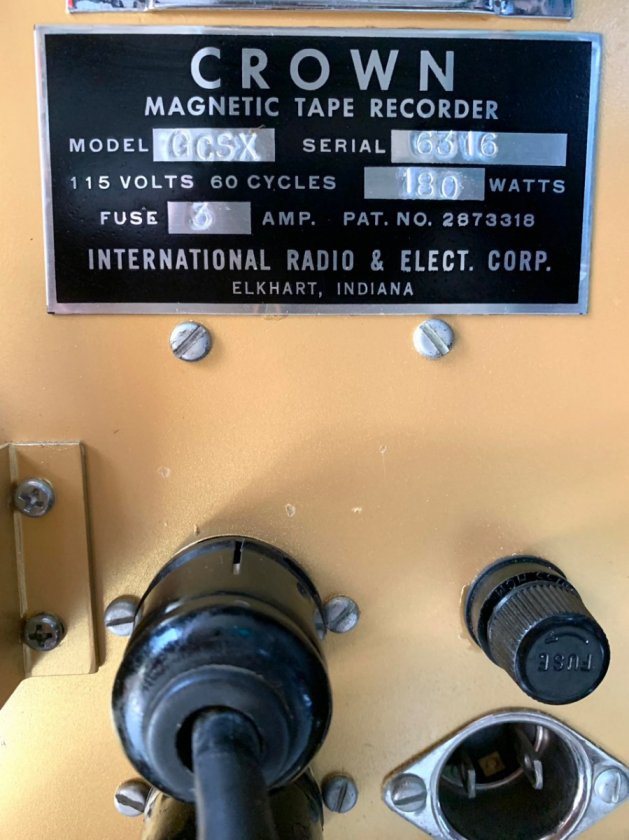 CROWN
MAGNETIC TAPE RECORDER
MODEL GCSX SERIAL 6316
115 VOLTS 60 CYCLES 180 WATTS
FUSE 3 AMP. PAT. NO. 2873318
INTERNATIONAL RADIO & ELECT. CORP.
ELKHART, INDIANA
FUSE